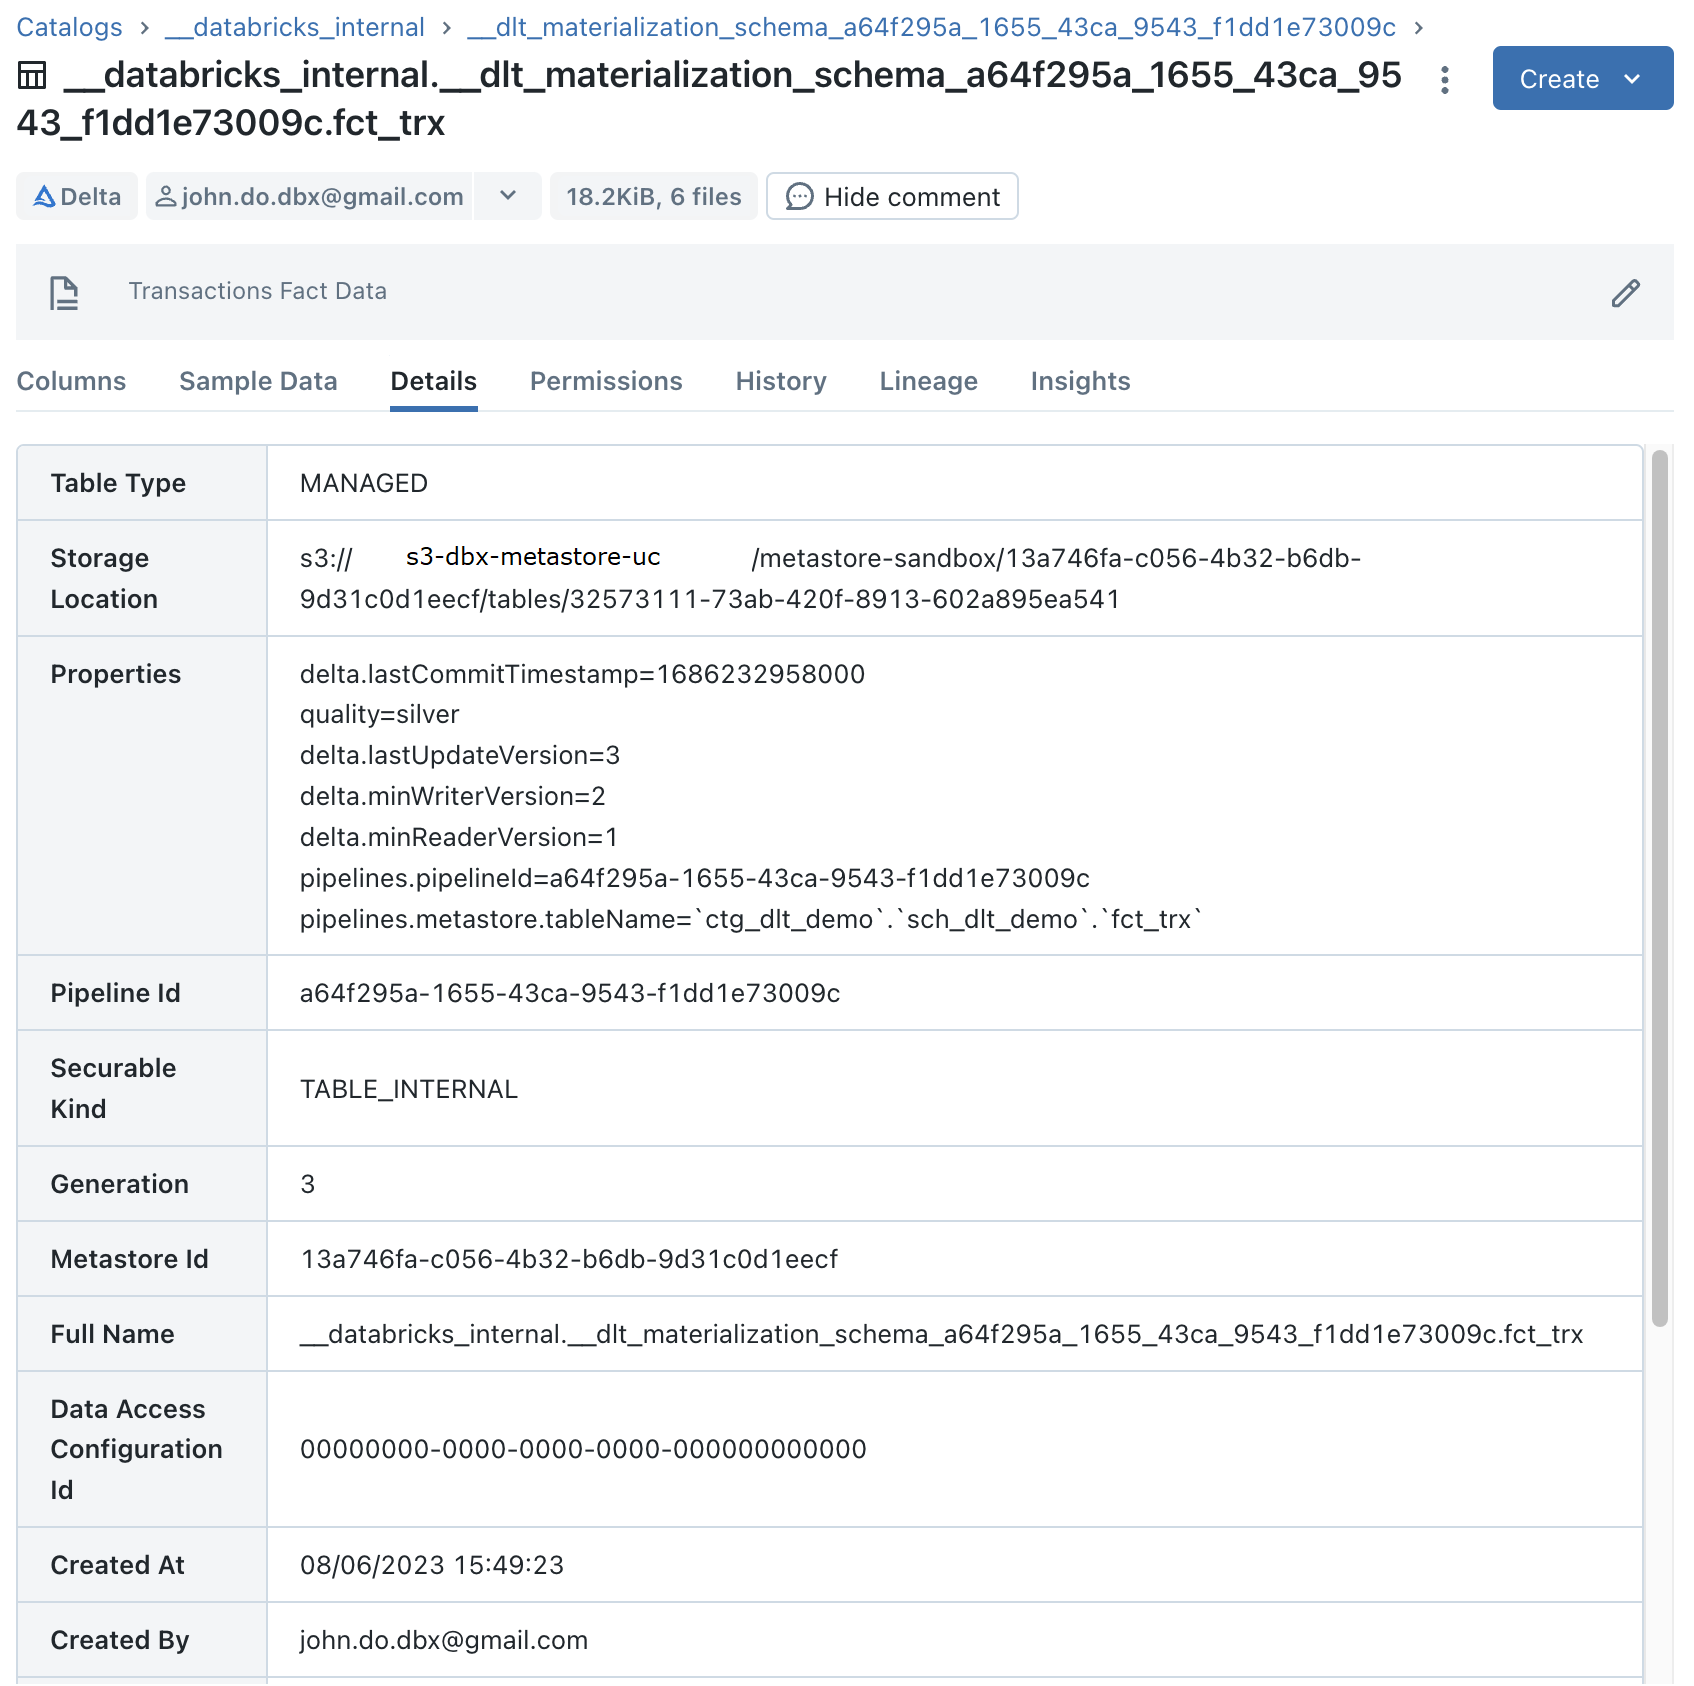 Catalogs > __databricks_internal > __dlt_materialization_schema_a64f295a_1655_43ca_9543_f1dd1e73009c >
__databricks_internal.__dlt_materialization_schema_a64f295a_1655_43ca_95
43_f1dd1e73009c.fct_trx
Create
Delta
john.do.dbx@gmail.com
18.2KiB, 6 files
Hide comment
Transactions Fact Data
Columns Sample Data Details Permissions History Lineage Insights
Table Type MANAGED
Storage Location
s3:// s3-dbx-metastore-uc /metastore-sandbox/13a746fa-c056-4b32-b6db-
9d31c0d1eecf/tables/32573111-73ab-420f-8913-602a895ea541
Properties
delta.lastCommitTimestamp=1686232958000
quality=silver
delta.lastUpdateVersion=3
delta.minWriterVersion=2
delta.minReaderVersion=1
pipelines.pipelineId=a64f295a-1655-43ca-9543-f1dd1e73009c
pipelines.metastore.tableName=`ctg_dlt_demo`.`sch_dlt_demo`.`fct_trx`
Pipeline Id a64f295a-1655-43ca-9543-f1dd1e73009c
Securable
Kind
TABLE_INTERNAL
Generation 3
Metastore Id 13a746fa-c056-4b32-b6db-9d31c0d1eecf
Full Name __databricks_internal.__dlt_materialization_schema_a64f295a_1655_43ca_9543_f1dd1e73009c.fct_trx
Data Access
Configuration
Id
00000000-0000-0000-0000-000000000000
Created At 08/06/2023 15:49:23
Created By john.do.dbx@gmail.com